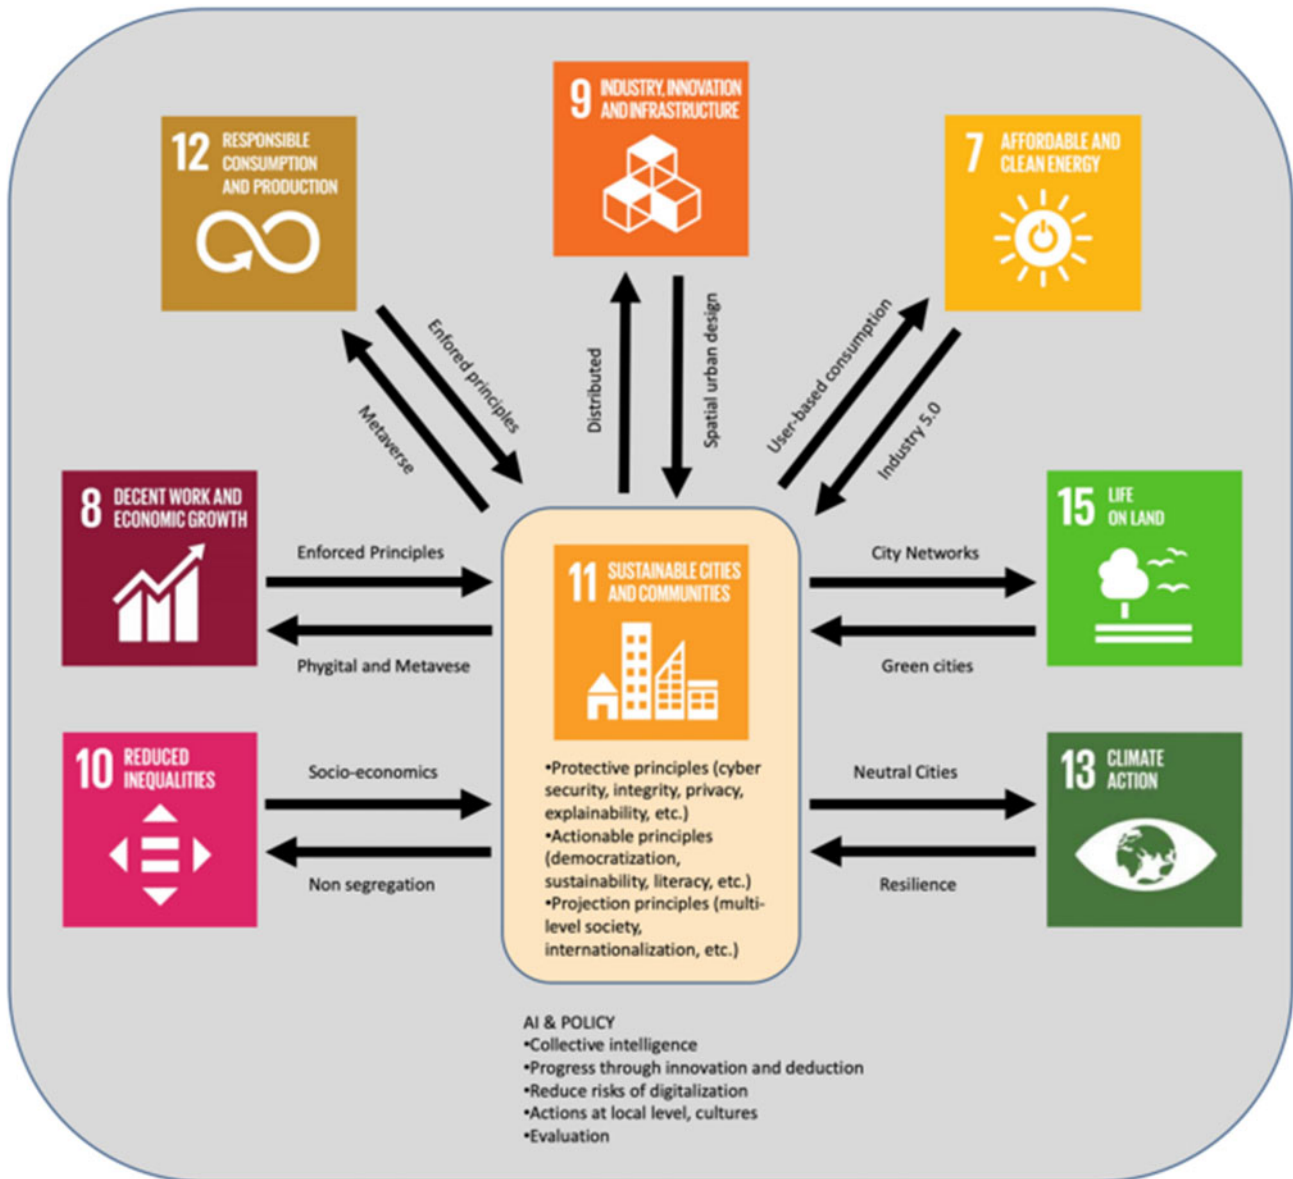 9 INDUSTRY, INNOVATION
AND INFRASTRUCTURE
12 RESPONSIBLE
CONSUMPTION
AND PRODUCTION
7 AFFORDABLE AND
CLEAN ENERGY
Enfored principles
Metaverse
Distributed
Spatial urban design
User-based consumption
Industry 5.0
8 DECENT WORK AND
ECONOMIC GROWTH
Enforced Principles
Phygital and Metavese
11 SUSTAINABLE CITIES
AND COMMUNITIES
City Networks
Green cities
15 LIFE
ON LAND
10 REDUCED
INEQUALITIES
Socio-economics
Non segregation
•Protective principles (cyber
security, integrity, privacy,
explainability, etc.)
•Actionable principles
(democratization,
sustainability, literacy, etc.)
•Projection principles (multi-
level society,
internationalization, etc.)
Neutral Cities
Resilience
13 CLIMATE
ACTION
AI & POLICY
•Collective intelligence
•Progress through innovation and deduction
•Reduce risks of digitalization
•Actions at local level, cultures
•Evaluation